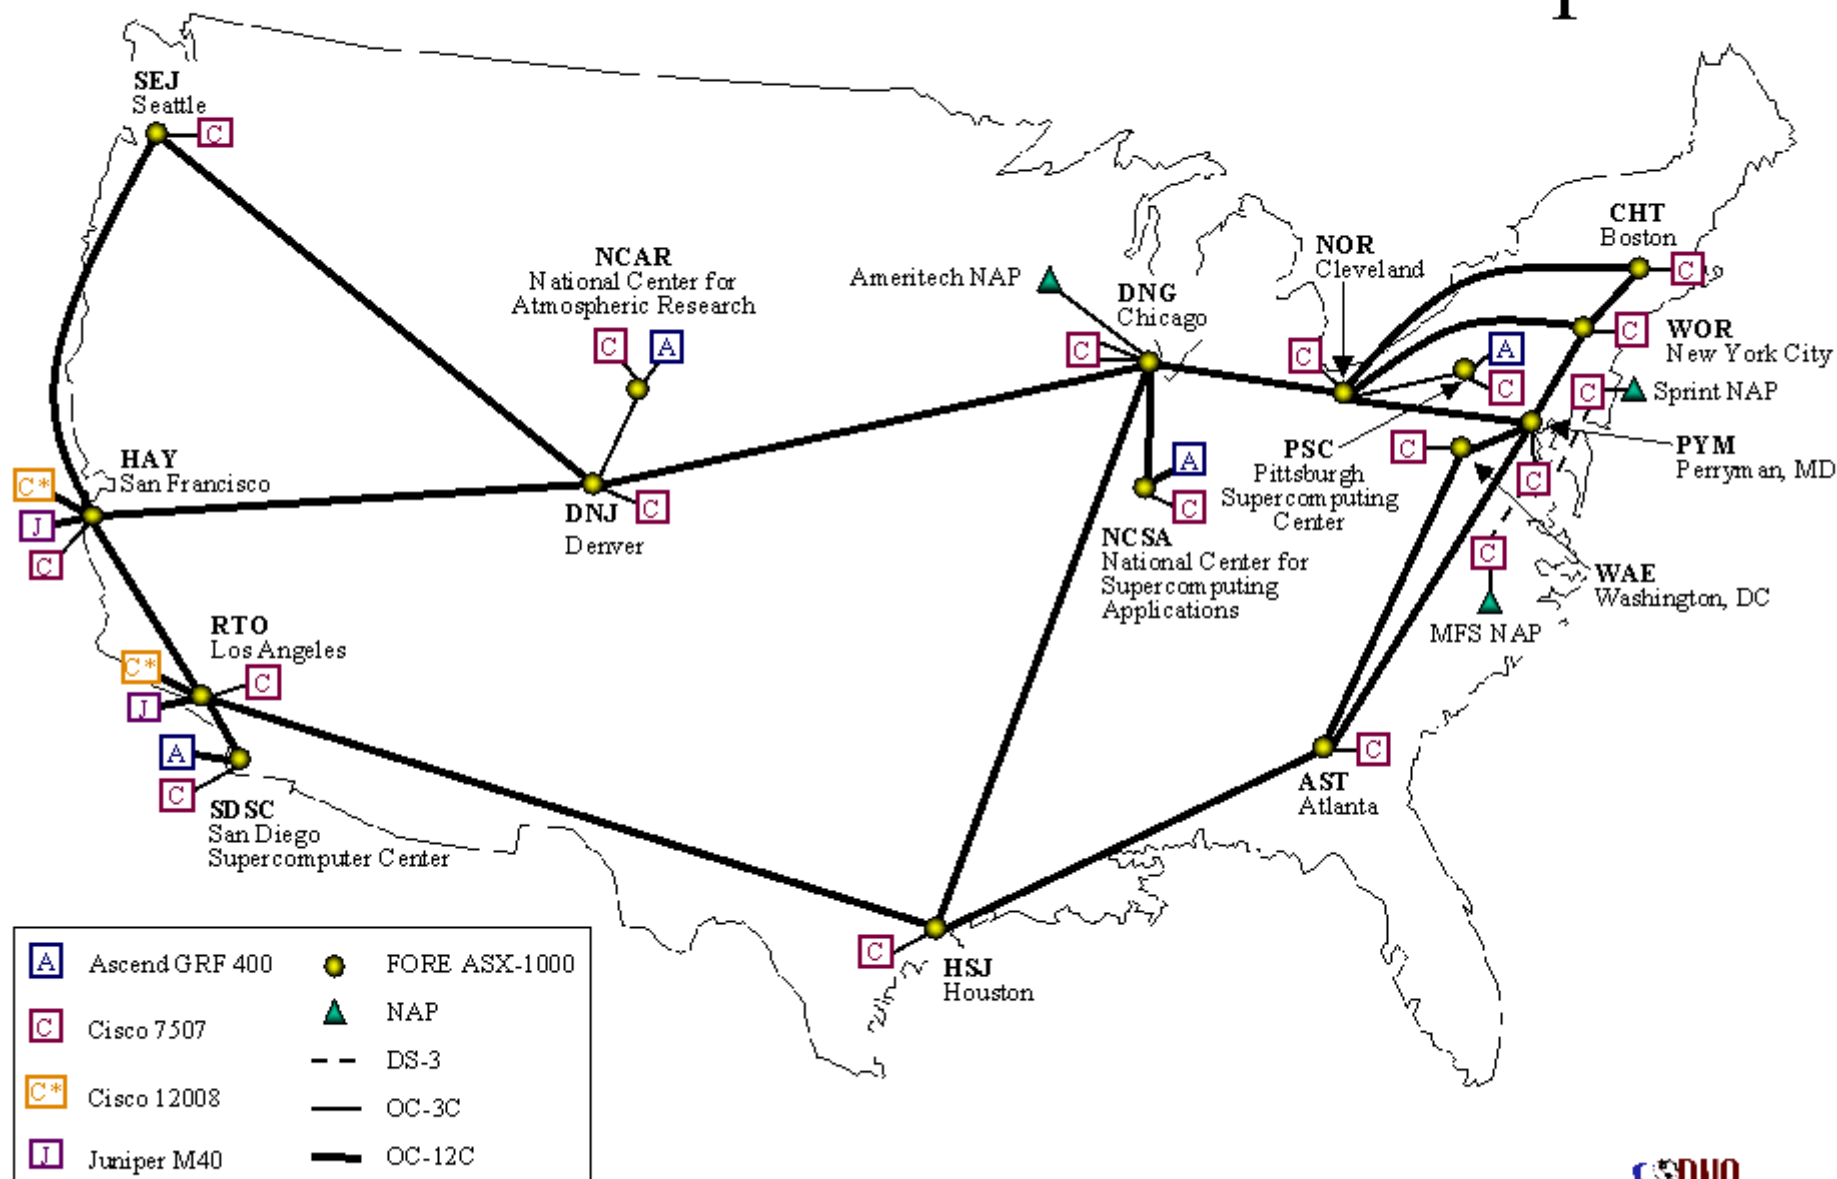 SEJ
Seattle
C
CHT
Boston
C
NCAR
National Center for
Atmospheric Research
C
A
Ameritech NAP
DNG
Chicago
C
NOR
Cleveland
C
WOR
New York City
C
A
C
C
Sprint NAP
PSC
Pittsburgh
Supercomputing
Center
C
C
PYM
Perryman, MD
HAY
San Francisco
C*
J
C
DNJ
Denver
C
A
C
NCSA
National Center for
Supercomputing
Applications
C
WAE
Washington, DC
MFS NAP
RTO
Los Angeles
C*
C
J
A
C
SDSC
San Diego
Supercomputer Center
C
AST
Atlanta
C
HSJ
Houston
A
Ascend GRF 400
FORE ASX-1000
C
Cisco 7507
NAP
DS-3
C*
Cisco 12008
OC-3C
J
Juniper M40
OC-12C